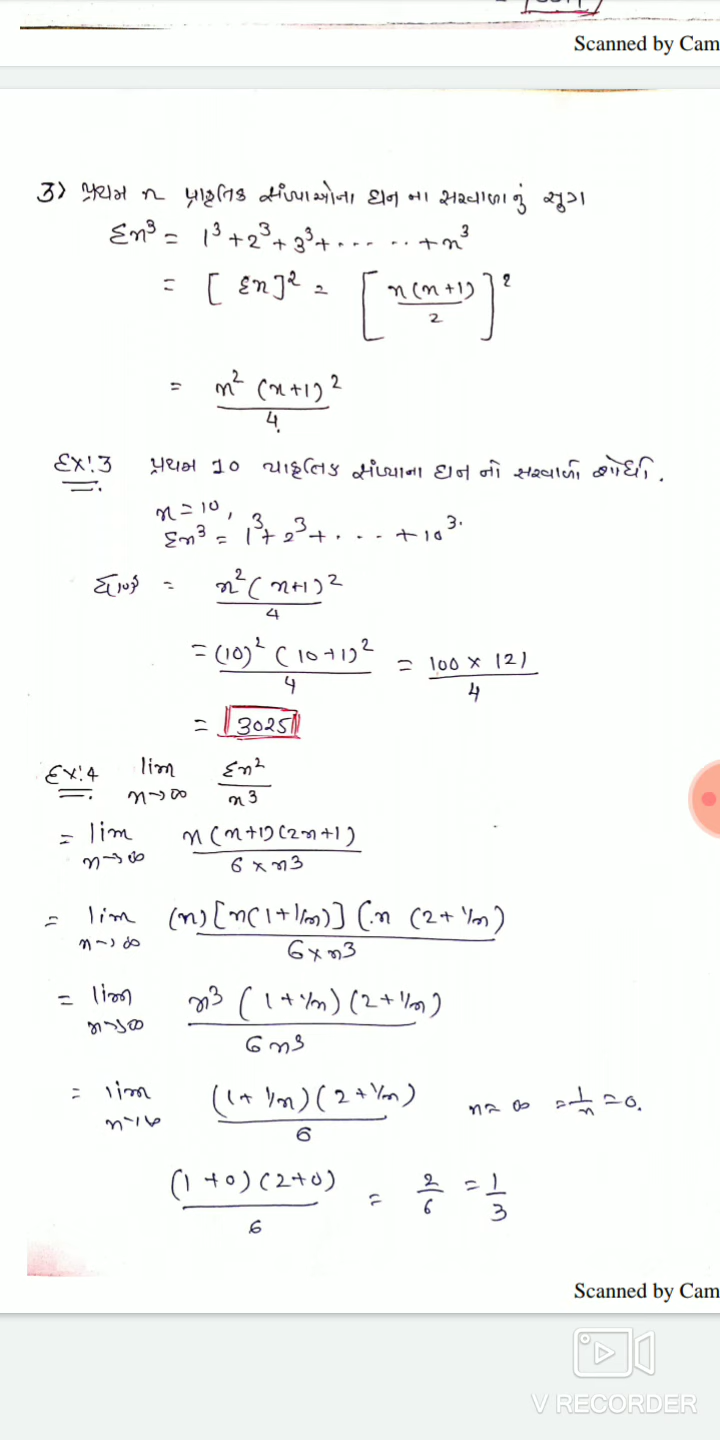 Scanned by Cam
3) પ્રથમ n પ્રાકૃતિક સંખ્યાઓના ઘન ના સરવાળાનું સૂત્ર
Σn³ = 1³ + 2³ + 3³ + ..... + n³
= [Σn]² = [n(n+1)/2]²
= n² (n+1)² / 4
Ex:3 પ્રથમ 10 પ્રાકૃતિક સંખ્યાના ઘન નો સરવાળો શોધો.
n = 10,
Σn³ = 1³ + 2³ + . . . . + 10³.
= n² (n+1)² / 4
= (10)² (10+1)² / 4 = 100 × 121 / 4
= 3025
Ex:4 lim n→∞ Σn² / n³
= lim n→∞ n(n+1)(2n+1) / 6 × n³
= lim n→∞ (n)[n(1+1/n)] (n (2+1/n) / 6×n³
= lim n→∞ n³ (1+1/n)(2+1/n) / 6n³
= lim n→∞ (1+1/n)(2+1/n) / 6 n = ∞ = 1/n = 0.
(1+0)(2+0) / 6 = 2/6 = 1/3
Scanned by Cam
V RECORDER